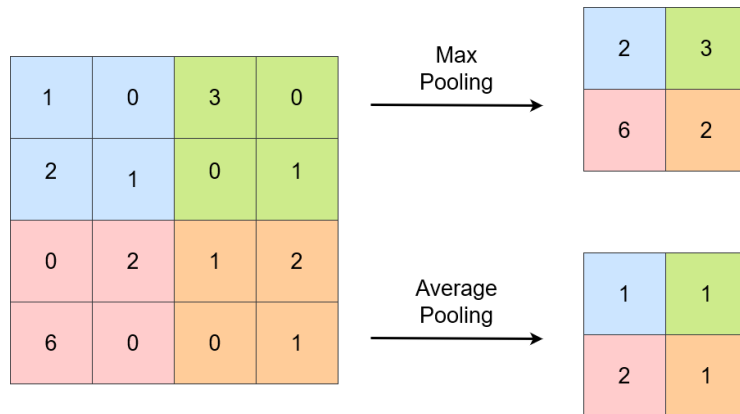 Max
Pooling
2 3
6 2
1 0 3 0
2 1 0 1
0 2 1 2
6 0 0 1
Average
Pooling
1 1
2 1